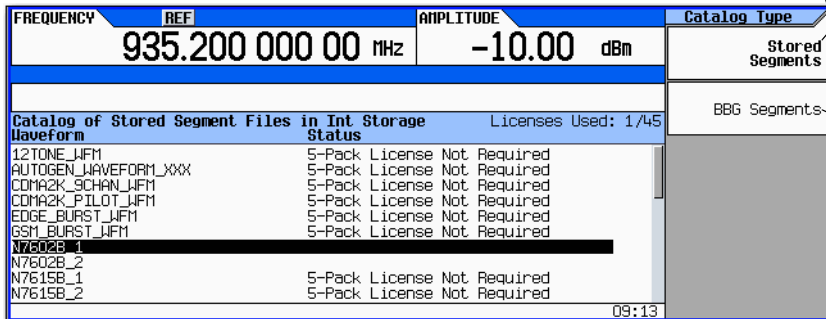 FREQUENCY REF AMPLITUDE Catalog Type
935.200 000 00 MHz -10.00 dBm
Stored
Segments
BBG Segments
Catalog of Stored Segment Files in Int Storage Licenses Used: 1/45
Waveform Status
12TONE_WFM 5-Pack License Not Required
AUTOGEN_WAVEFORM_XXX 5-Pack License Not Required
CDMA2K_9CHAN_WFM 5-Pack License Not Required
CDMA2K_PILOT_WFM 5-Pack License Not Required
EDGE_BURST_WFM 5-Pack License Not Required
GSM_BURST_WFM 5-Pack License Not Required
N7602B_1
N7602B_2
N7615B_1 5-Pack License Not Required
N7615B_2 5-Pack License Not Required
09:13